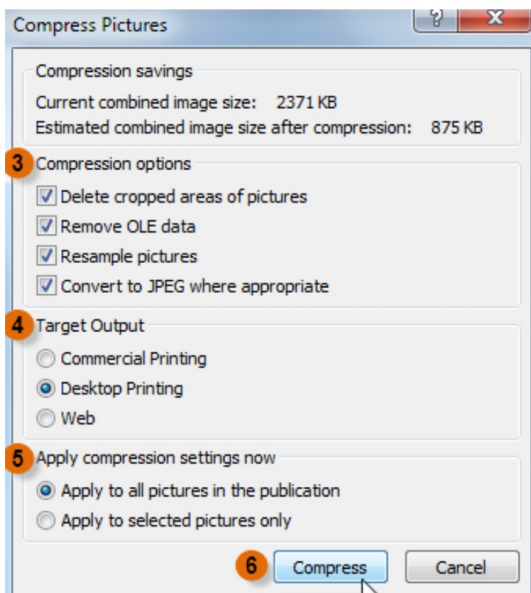 Compress Pictures
?
X
Compression savings
Current combined image size: 2371 KB
Estimated combined image size after compression: 875 KB
3 Compression options
Delete cropped areas of pictures
Remove OLE data
Resample pictures
Convert to JPEG where appropriate
4 Target Output
Commercial Printing
Desktop Printing
Web
5 Apply compression settings now
Apply to all pictures in the publication
Apply to selected pictures only
6 Compress Cancel